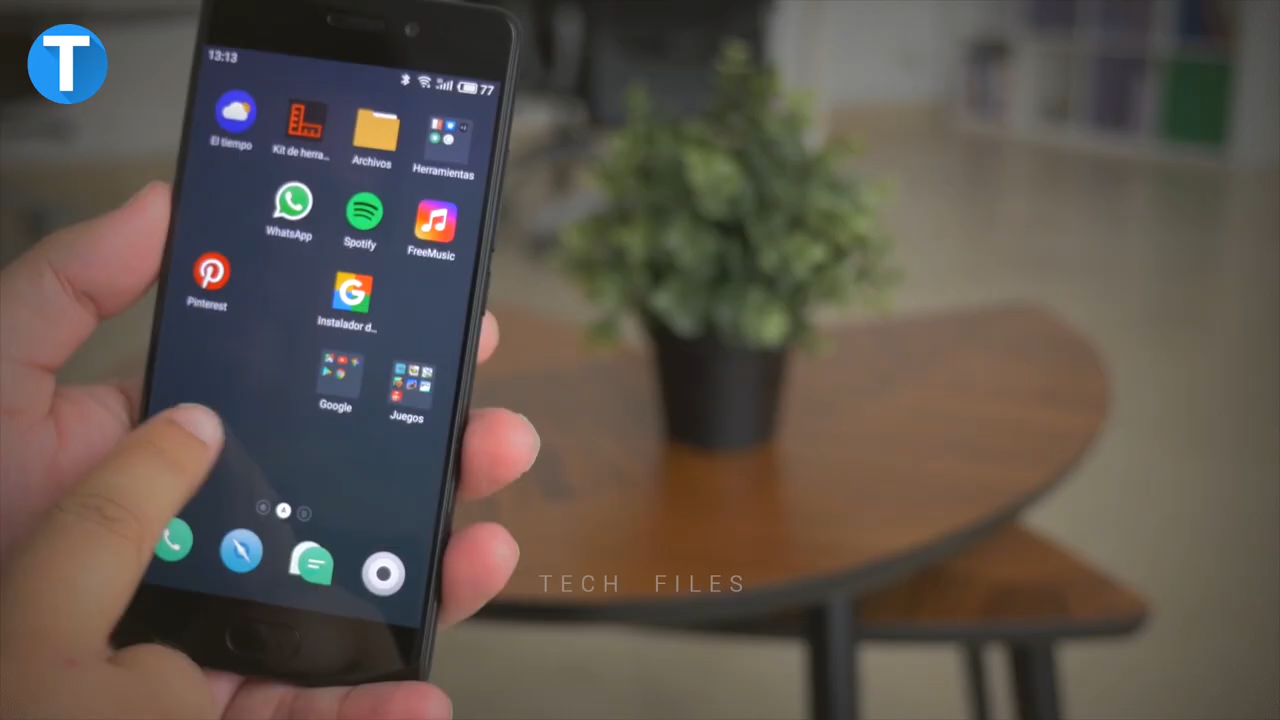 T
13:13
77
El tiempo
Kit de herra...
Archivos
Herramientas
WhatsApp
Spotify
FreeMusic
Pinterest
G
Instalador d...
Google
Juegos
A
TECH FILES